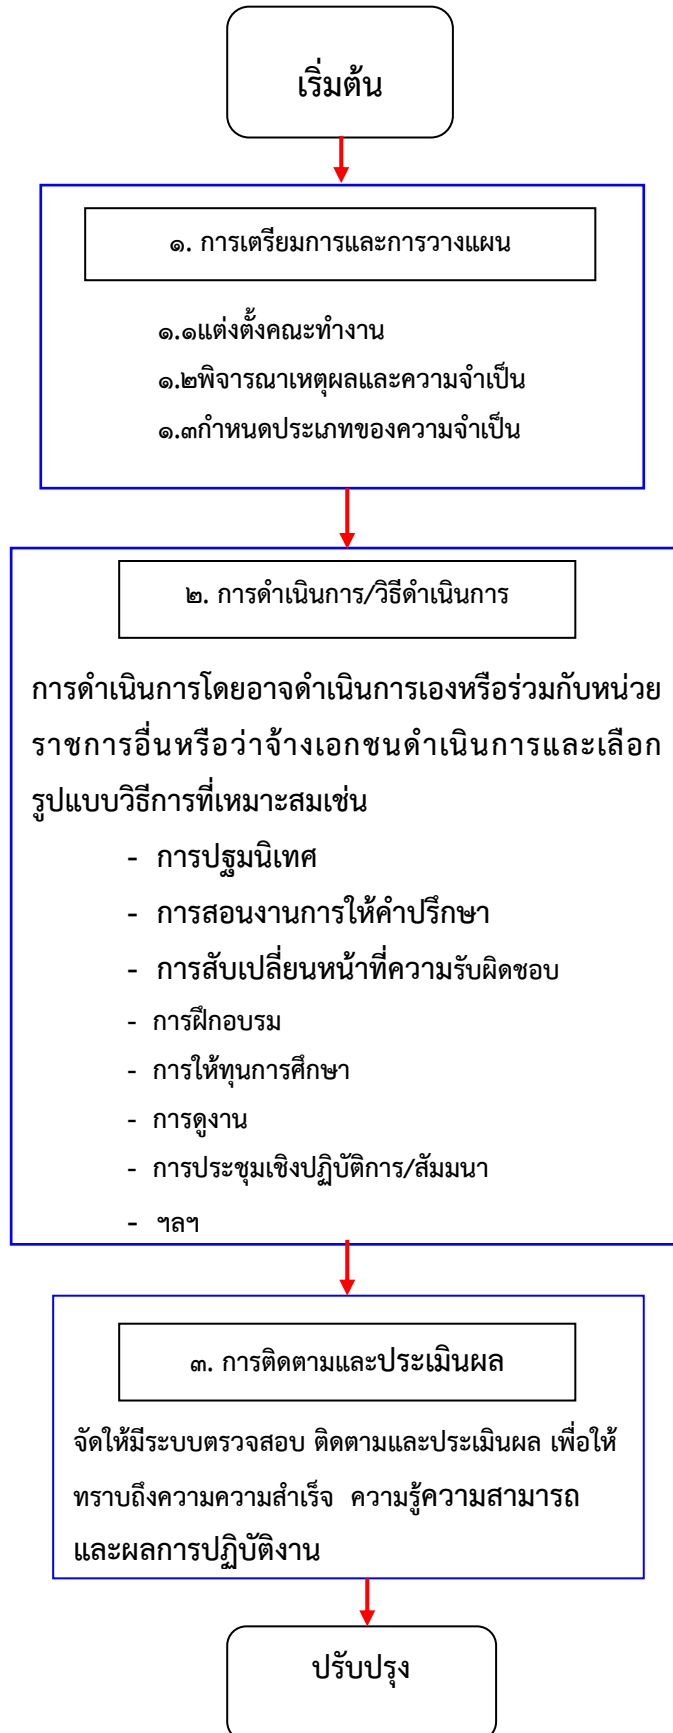 เริ่มต้น
๑. การเตรียมการและการวางแผน
๑.๑แต่งตั้งคณะทำงาน
๑.๒พิจารณาเหตุผลและความจำเป็น
๑.๓กำหนดประเภทของความจำเป็น
๒. การดำเนินการ/วิธีดำเนินการ
การดำเนินการโดยอาจดำเนินการเองหรือร่วมกับหน่วย
ราชการอื่นหรือว่าจ้างเอกชนดำเนินการและเลือก
รูปแบบวิธีการที่เหมาะสมเช่น
- การปฐมนิเทศ
- การสอนงานการให้คำปรึกษา
- การสับเปลี่ยนหน้าที่ความรับผิดชอบ
- การฝึกอบรม
- การให้ทุนการศึกษา
- การดูงาน
- การประชุมเชิงปฏิบัติการ/สัมมนา
- ฯลฯ
๓. การติดตามและประเมินผล
จัดให้มีระบบตรวจสอบ ติดตามและประเมินผล เพื่อให้
ทราบถึงความความสำเร็จ ความรู้ความสามารถ
และผลการปฏิบัติงาน
ปรับปรุง